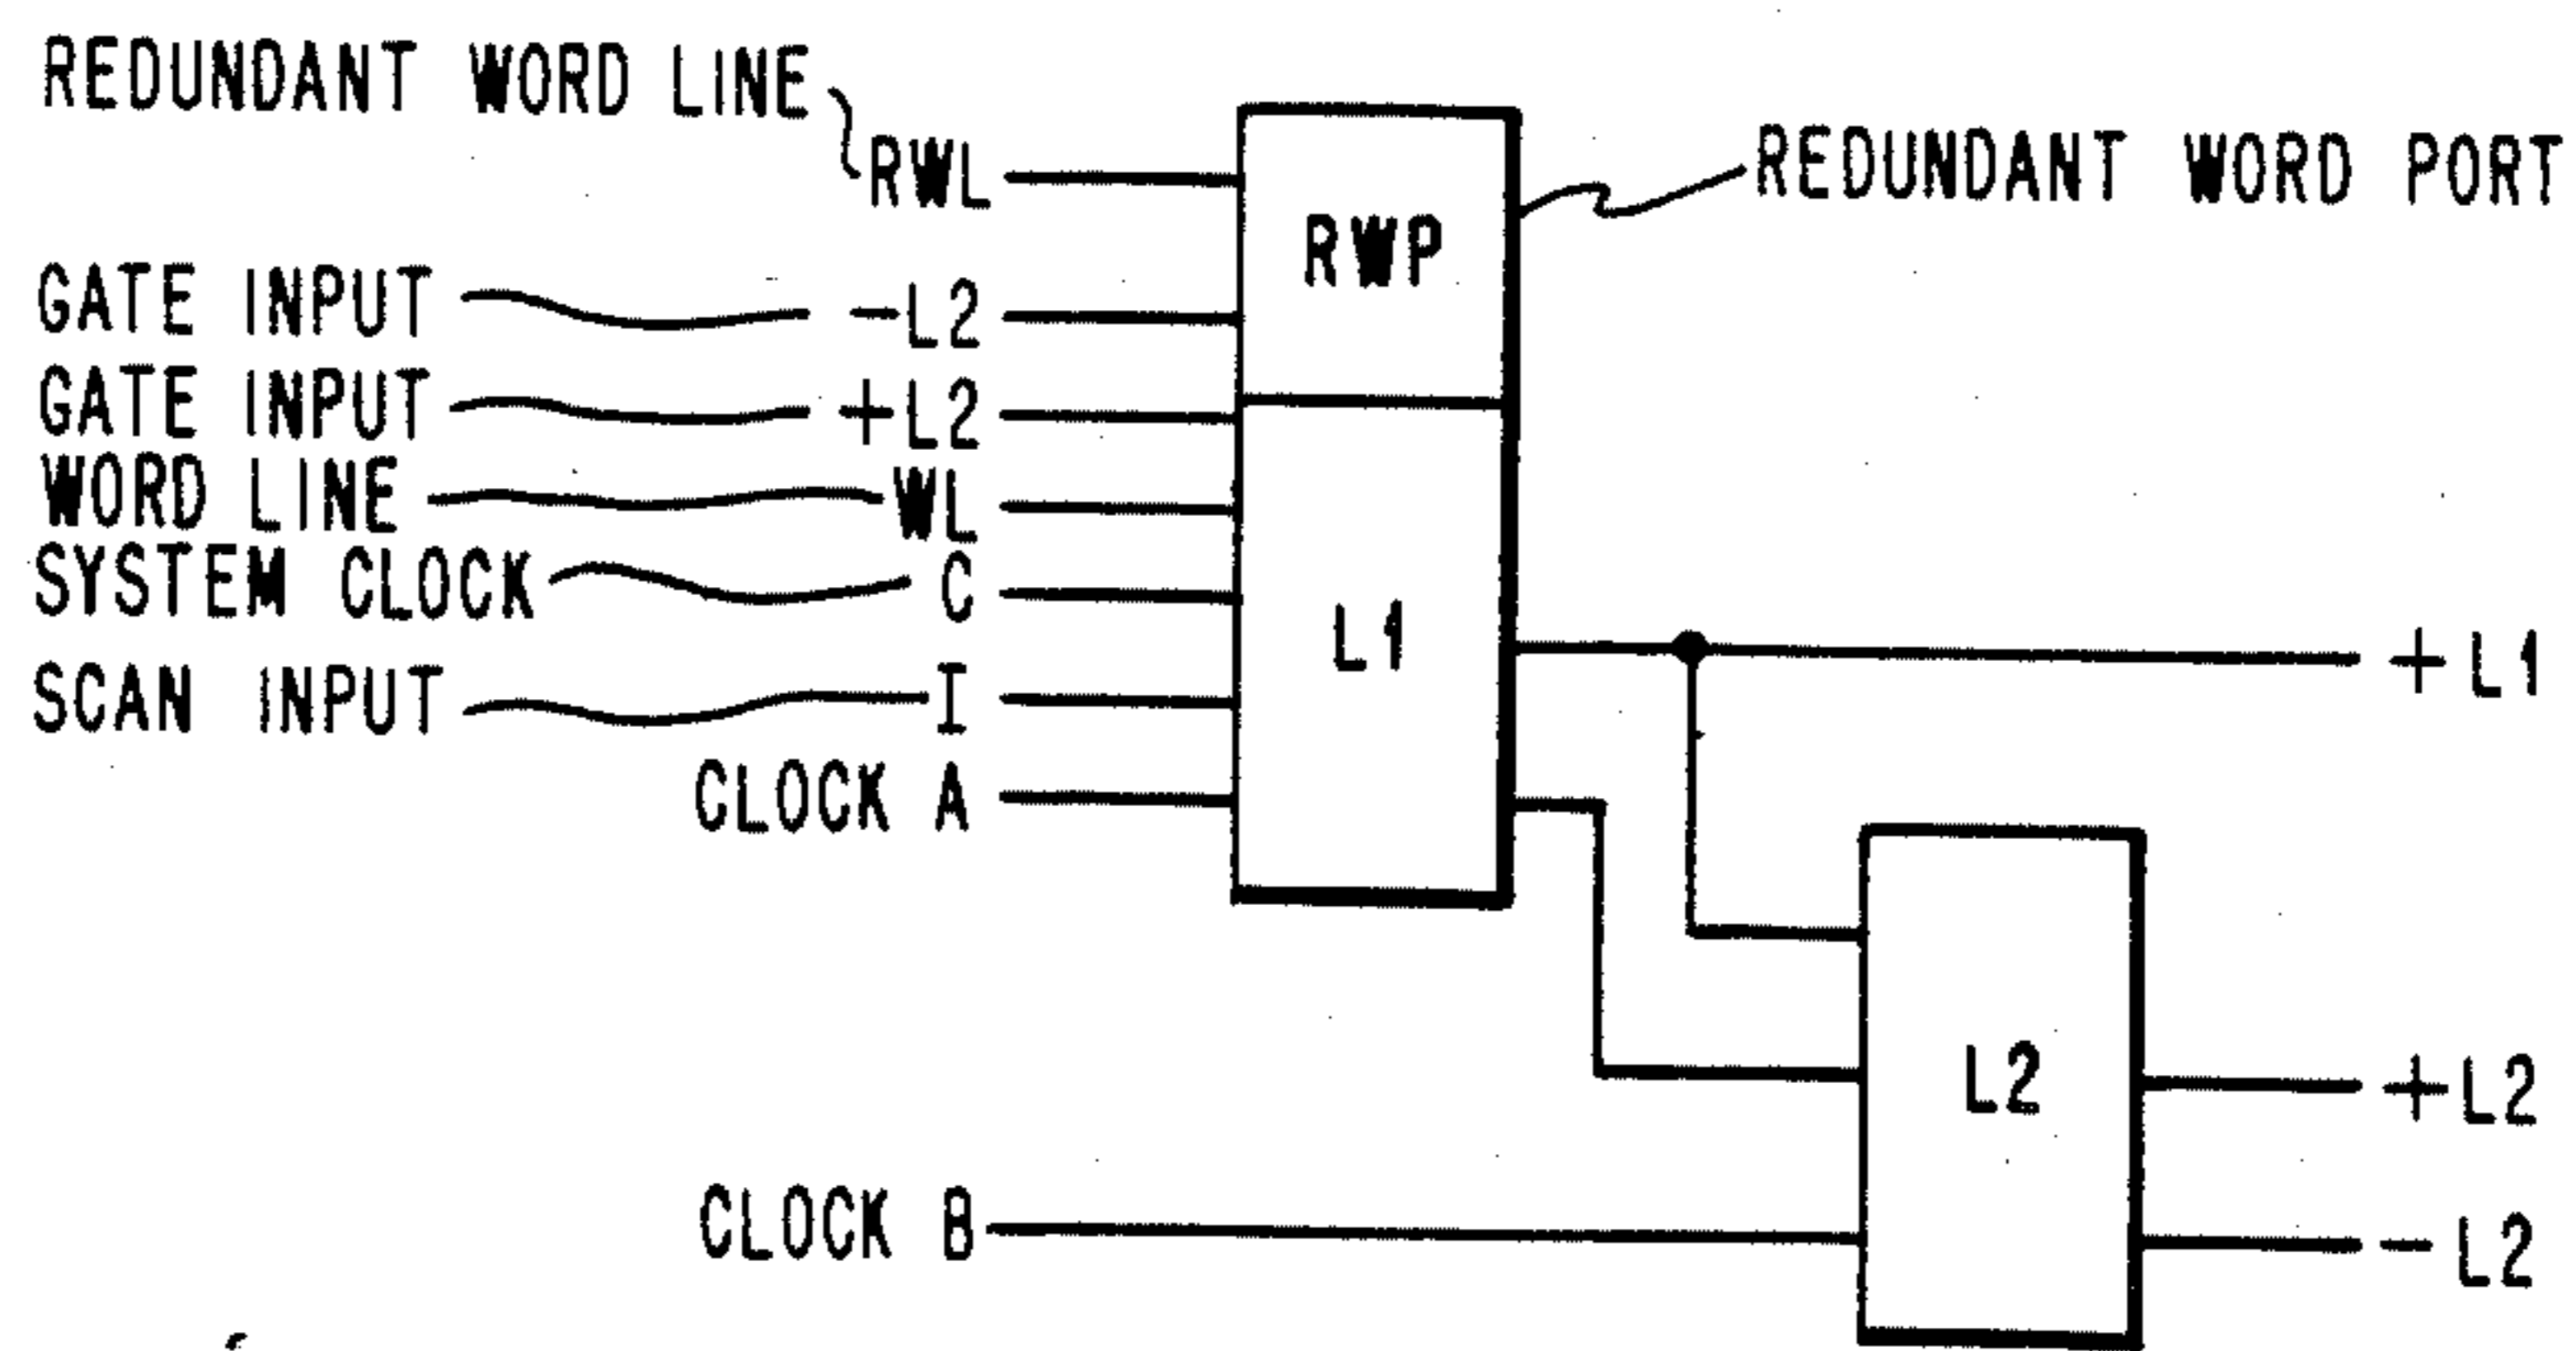 REDUNDANT WORD LINE
RWL
REDUNDANT WORD PORT
RWP
GATE INPUT -L2
GATE INPUT +L2
WORD LINE WL
SYSTEM CLOCK C
L1
+L1
SCAN INPUT I
CLOCK A
L2
+L2
CLOCK B
-L2